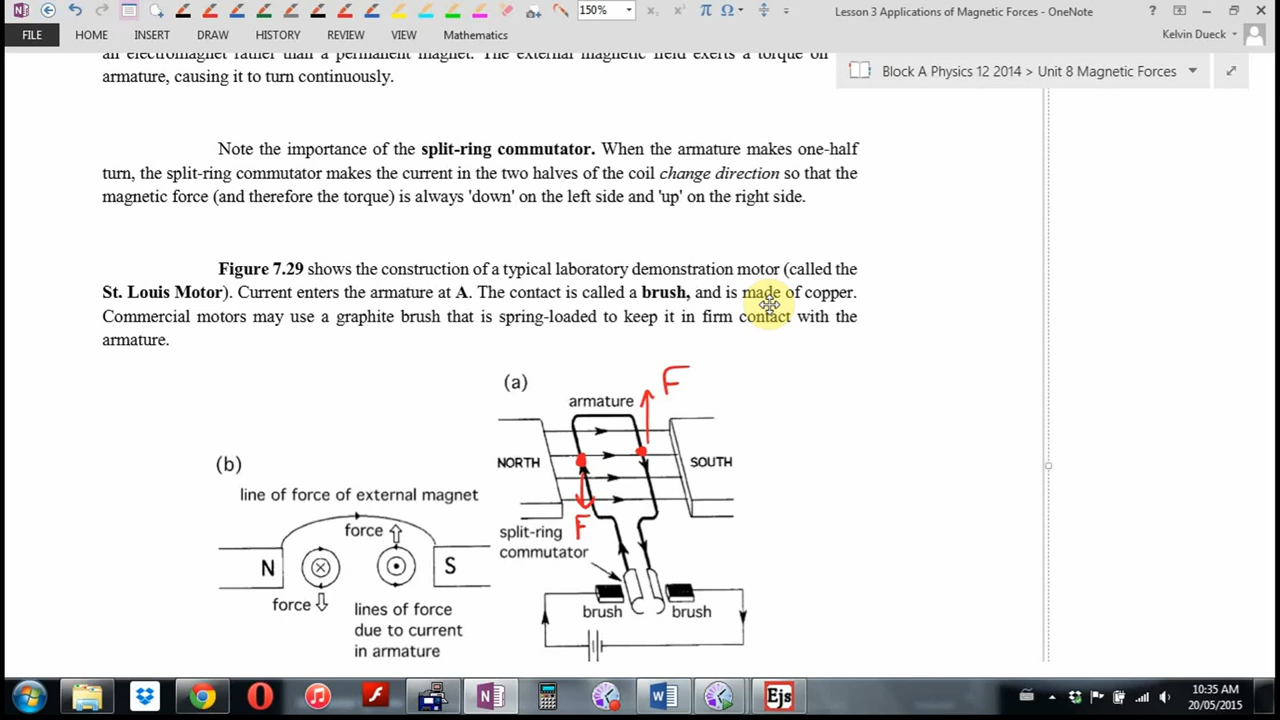 150%
Lesson 3 Applications of Magnetic Forces - OneNote
FILE
HOME
INSERT
DRAW
HISTORY
REVIEW
VIEW
Mathematics
Kelvin Dueck
Block A Physics 12 2014 > Unit 8 Magnetic Forces
an electromagnet rather than a permanent magnet. The external magnetic field exerts a torque on
armature, causing it to turn continuously.
Note the importance of the split-ring commutator. When the armature makes one-half
turn, the split-ring commutator makes the current in the two halves of the coil change direction so that the
magnetic force (and therefore the torque) is always 'down' on the left side and 'up' on the right side.
Figure 7.29 shows the construction of a typical laboratory demonstration motor (called the
St. Louis Motor). Current enters the armature at A. The contact is called a brush, and is made of copper.
Commercial motors may use a graphite brush that is spring-loaded to keep it in firm contact with the
armature.
(a)
F
armature
NORTH
SOUTH
F
split-ring
commutator
brush
brush
(b)
line of force of external magnet
force
N
S
force
lines of force
due to current
in armature
Ejs
10:35 AM
20/05/2015